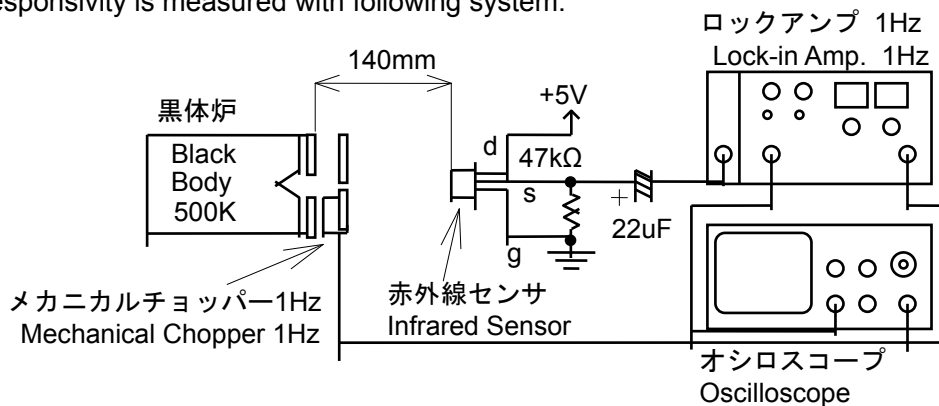 esponsivity is measured with following system.
ロックアンプ 1Hz
Lock-in Amp. 1Hz
140mm
+5V
黒体炉
Black
Body
500K
d
47kΩ
s
+
22uF
g
メカニカルチョッパー1Hz
Mechanical Chopper 1Hz
赤外線センサ
Infrared Sensor
オシロスコープ
Oscilloscope